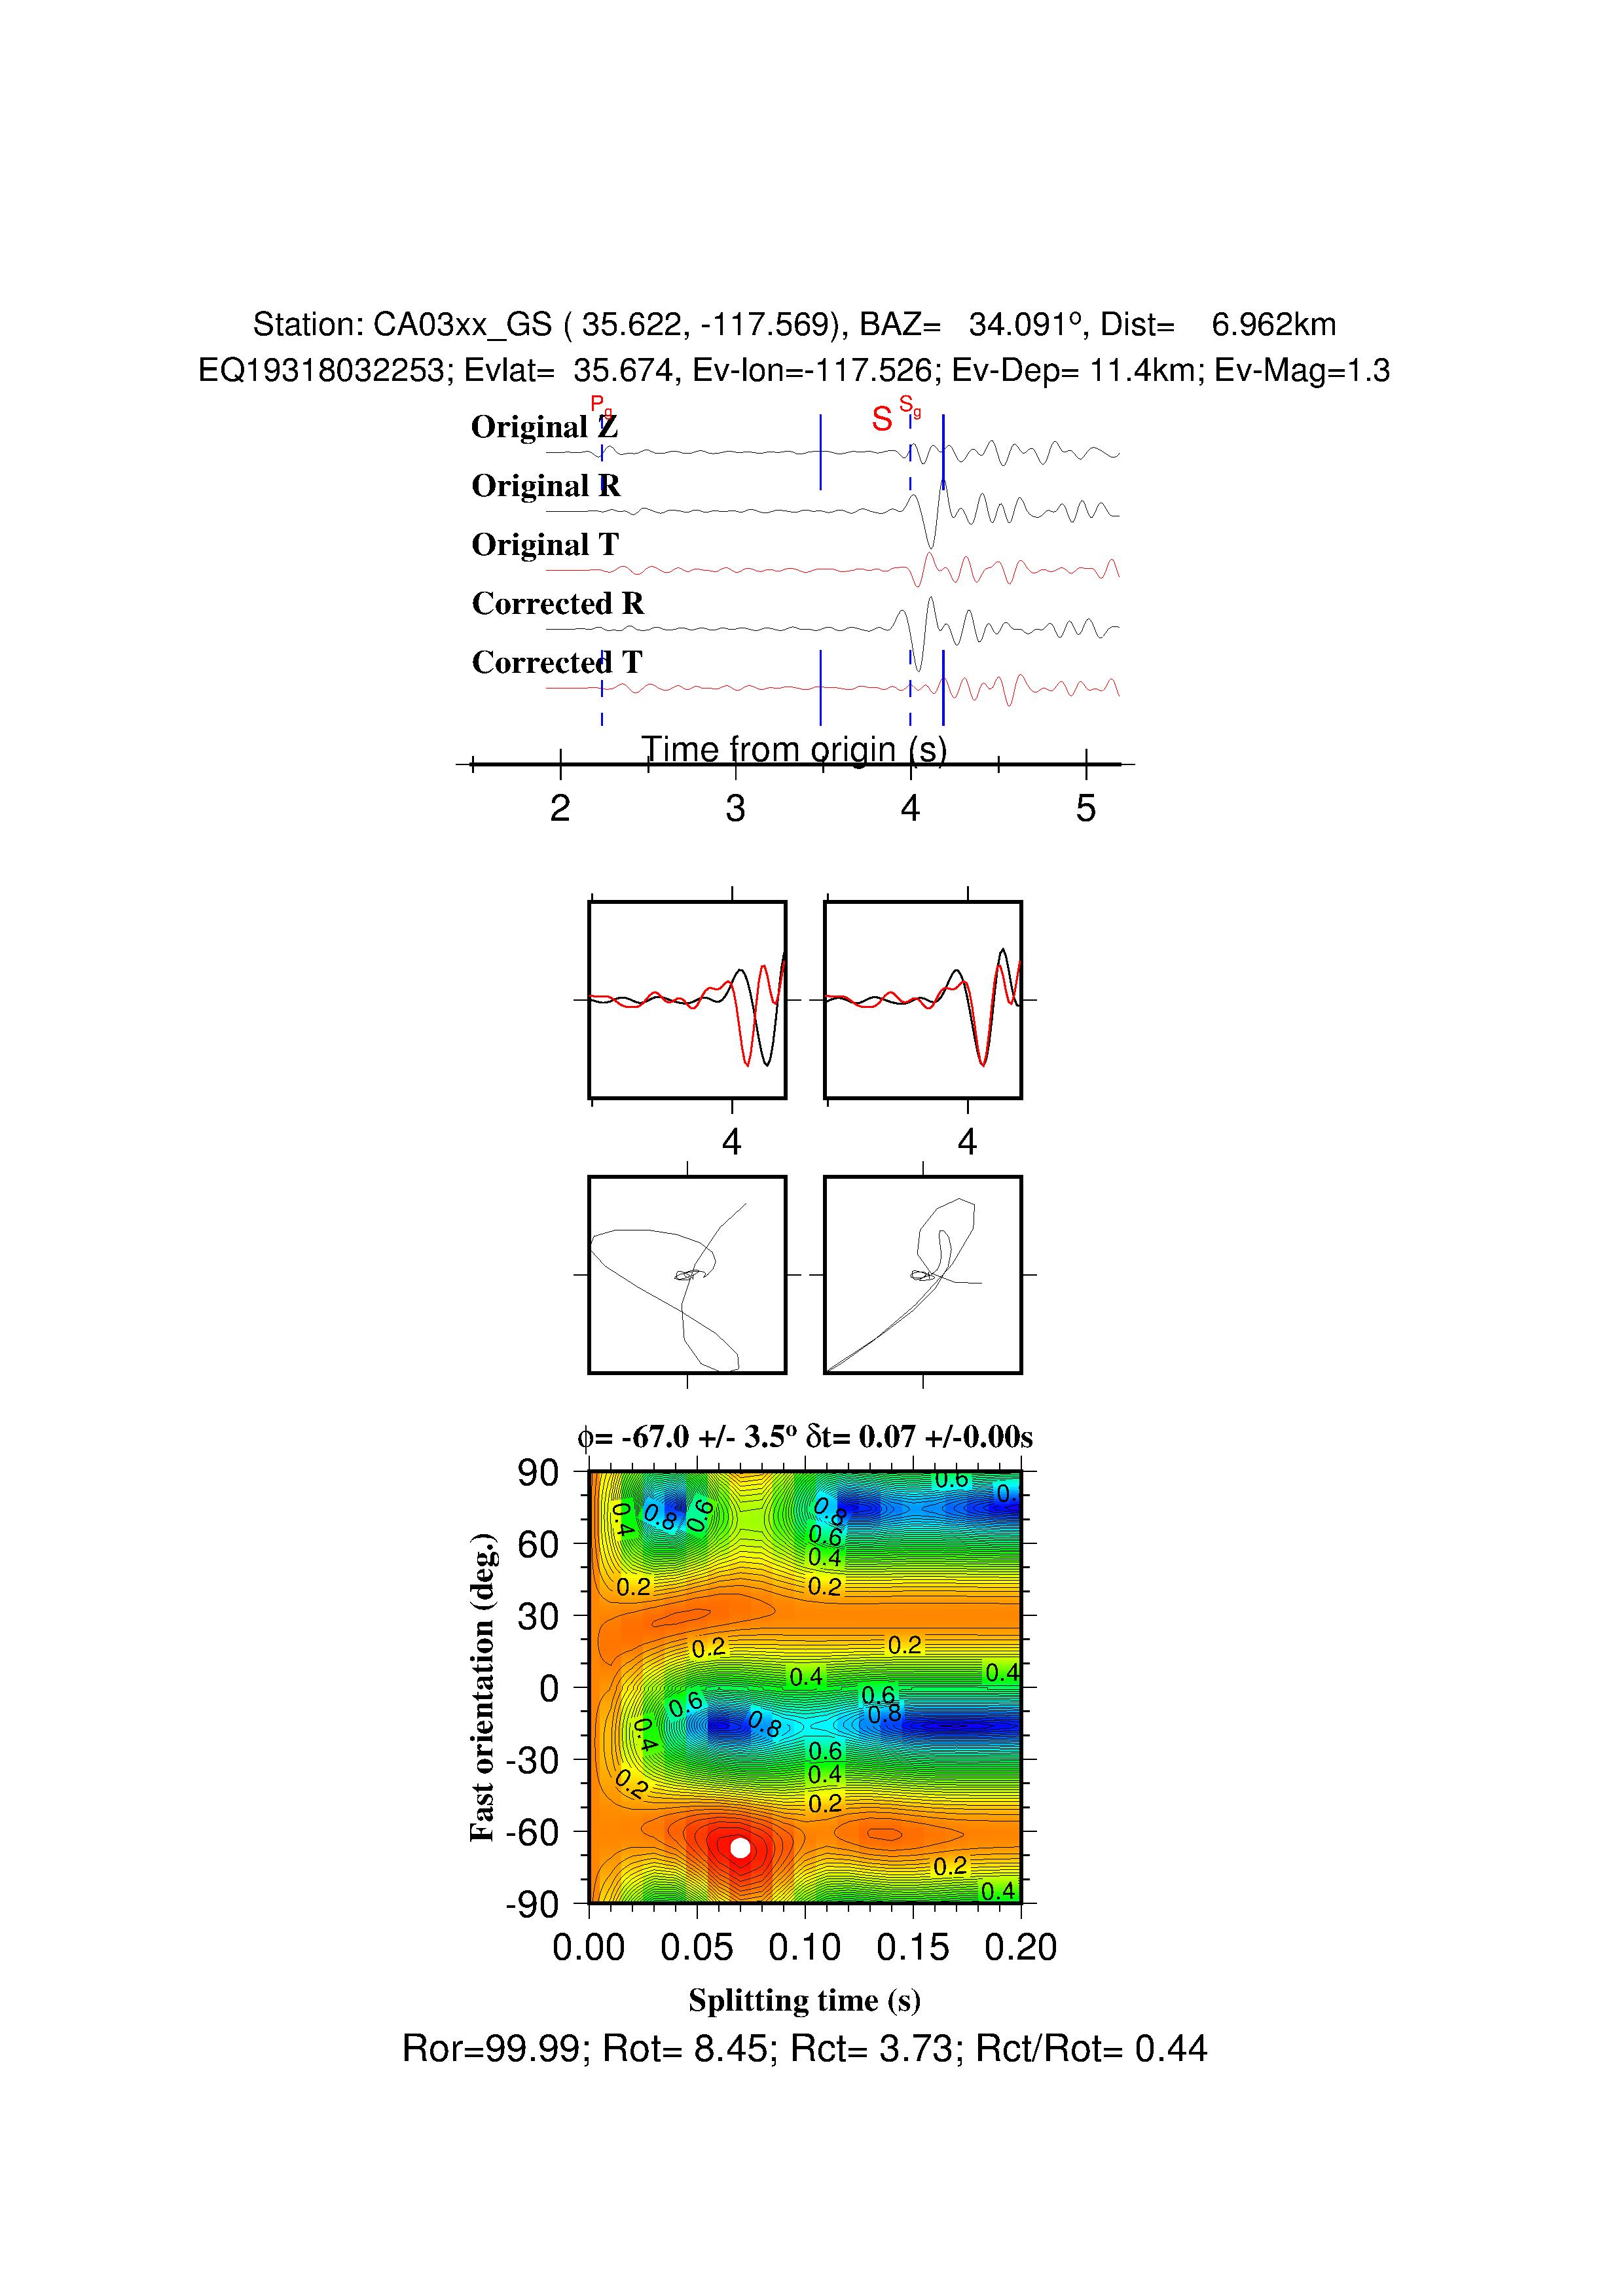 Station: CA03xx_GS ( 35.622, -117.569), BAZ= 34.091º, Dist= 6.962km
EQ19318032253; Evlat= 35.674, Ev-lon=-117.526; Ev-Dep= 11.4km; Ev-Mag=1.3
Pg S Sg
Original Z
Original R
Original T
Corrected R
Corrected T
Time from origin (s)
2 3 4 5
4 4
ϕ= -67.0 +/- 3.5º δt= 0.07 +/-0.00s
Fast orientation (deg.)
90
60
30
0
-30
-60
-90
0.6 0.
0.4 0.8 0.6 0.8
0.6
0.4
0.2 0.2
0.2 0.2
0.4 0.4
0.6 0.6
0.4 0.8 0.8
0.6
0.4
0.2 0.2
0.2
0.4
0.00 0.05 0.10 0.15 0.20
Splitting time (s)
Ror=99.99; Rot= 8.45; Rct= 3.73; Rct/Rot= 0.44